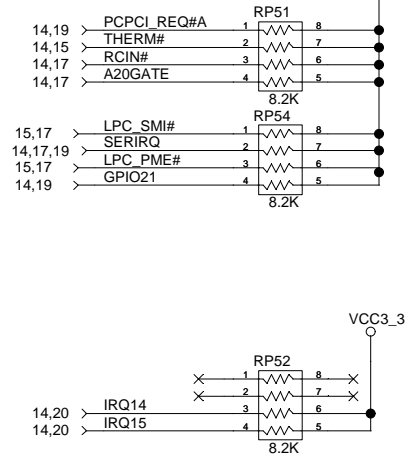 RP51
14,19 PCPCI_REQ#A 1 8
14,15 THERM# 2 7
14,17 RCIN# 3 6
14,17 A20GATE 4 5
8.2K
RP54
15,17 LPC_SMI# 1 8
14,17,19 SERIRQ 2 7
15,17 LPC_PME# 3 6
14,19 GPIO21 4 5
8.2K
VCC3_3
RP52
1 8
2 7
14,20 IRQ14 3 6
14,20 IRQ15 4 5
8.2K